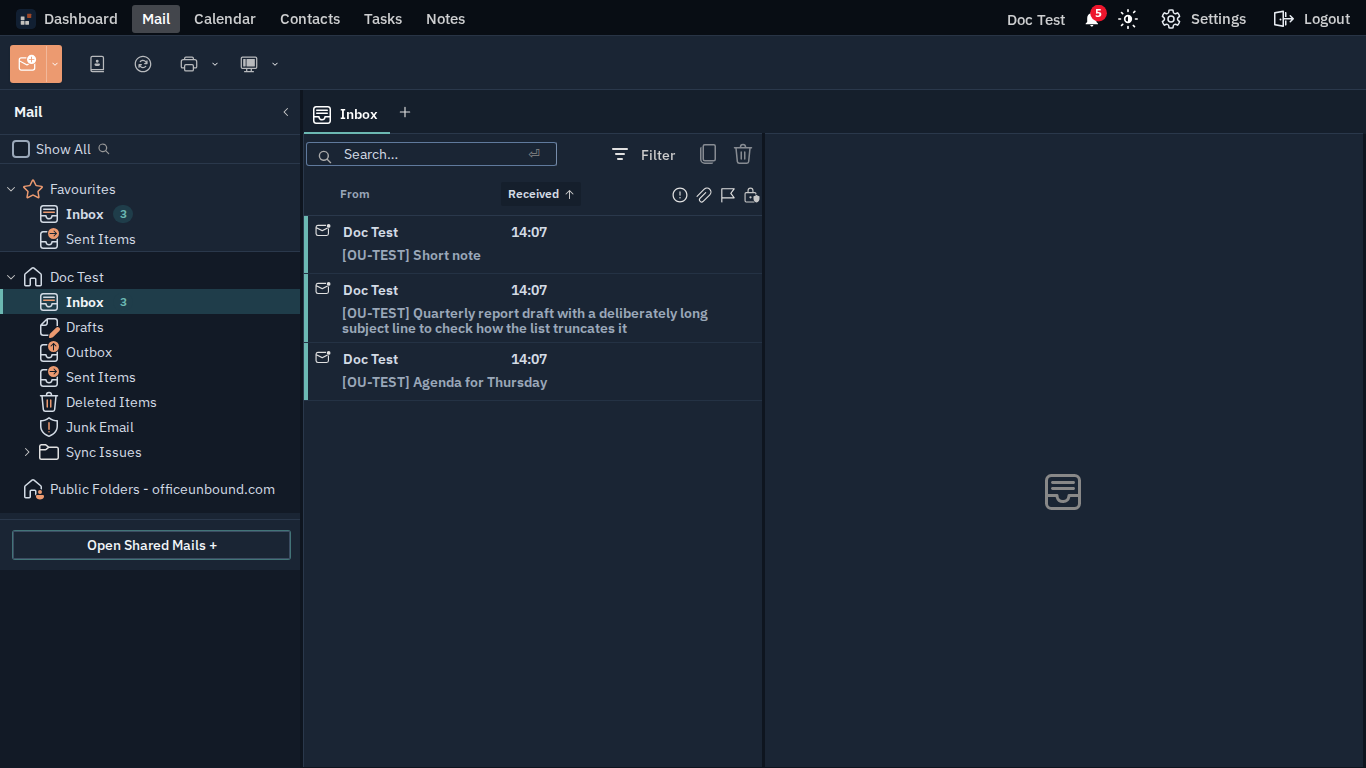 Dashboard
Mail
Calendar
Contacts
Tasks
Notes
Doc Test
5
Settings
Logout
Mail
Show All
Favourites
Inbox 3
Sent Items
Doc Test
Inbox 3
Drafts
Outbox
Sent Items
Deleted Items
Junk Email
Sync Issues
Public Folders - officeunbound.com
Open Shared Mails +
Inbox
Search...
Filter
From
Received
Doc Test 14:07
[OU-TEST] Short note
Doc Test 14:07
[OU-TEST] Quarterly report draft with a deliberately long
subject line to check how the list truncates it
Doc Test 14:07
[OU-TEST] Agenda for Thursday